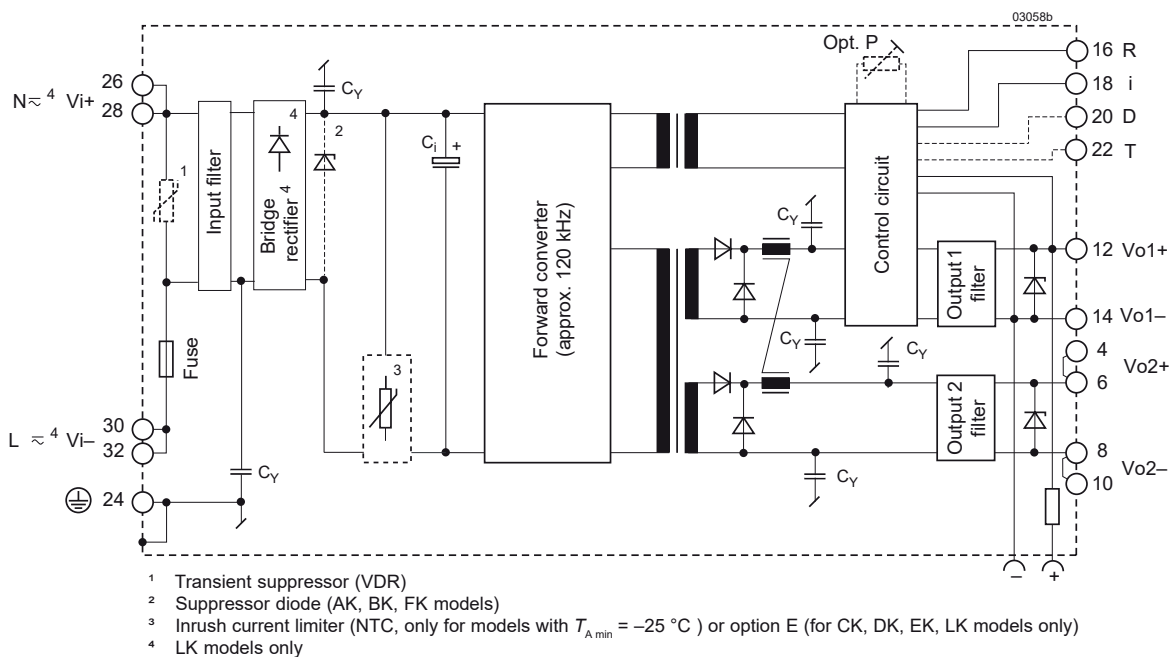 03058b
Opt. P
16 R
18 i
20 D
22 T
26
N ≂ 4 Vi+
28
CY
4
2
1
Input filter
Bridge
rectifier 4
Ci
+
Forward converter
(approx. 120 kHz)
Control circuit
CY
12 Vo1+
Output 1
filter
14 Vo1–
CY
CY
4
Vo2+
6
Fuse
3
Output 2
filter
30
L ≂ 4 Vi–
32
8
Vo2–
10
CY
CY
24
– +
1 Transient suppressor (VDR)
2 Suppressor diode (AK, BK, FK models)
3 Inrush current limiter (NTC, only for models with TA min = –25 °C ) or option E (for CK, DK, EK, LK models only)
4 LK models only